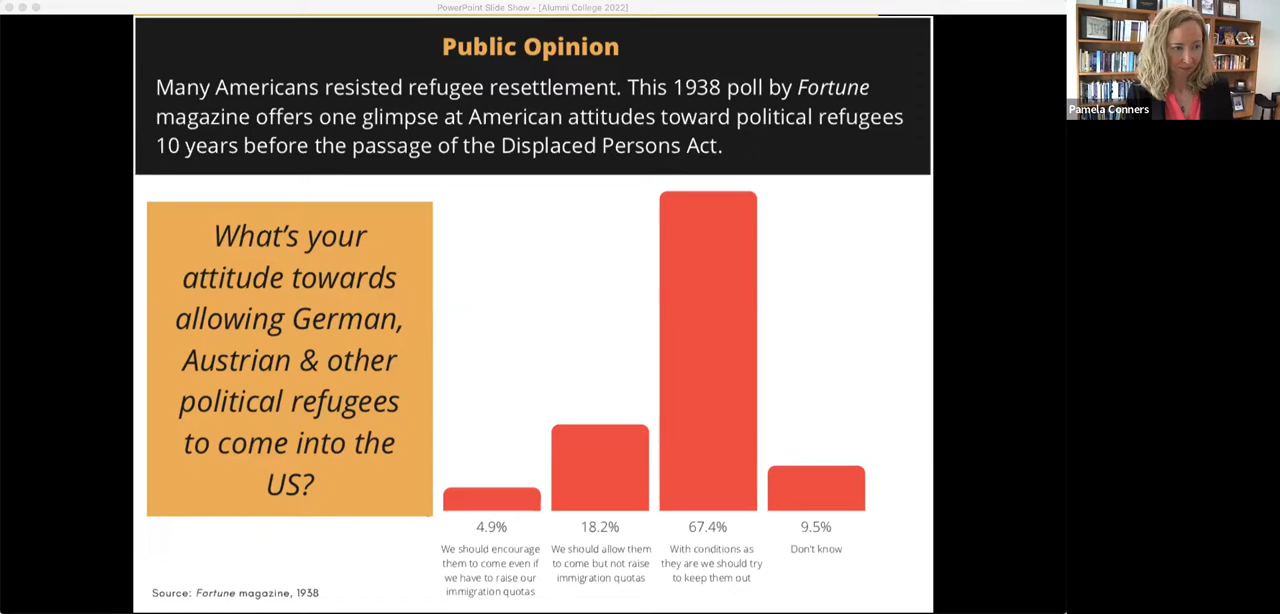 PowerPoint Slide Show - [Alumni College 2022]
Public Opinion
Many Americans resisted refugee resettlement. This 1938 poll by Fortune
magazine offers one glimpse at American attitudes toward political refugees
10 years before the passage of the Displaced Persons Act.
Pamela Conners
What's your
attitude towards
allowing German,
Austrian & other
political refugees
to come into the
US?
4.9%
We should encourage
them to come even if
we have to raise our
immigration quotas
18.2%
We should allow them
to come but not raise
immigration quotas
67.4%
With conditions as
they are we should try
to keep them out
9.5%
Don't know
Source: Fortune magazine, 1938